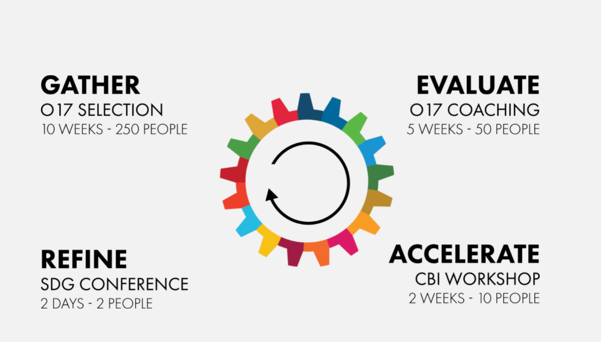 GATHER
O17 SELECTION
10 WEEKS - 250 PEOPLE
EVALUATE
O17 COACHING
5 WEEKS - 50 PEOPLE
REFINE
SDG CONFERENCE
2 DAYS - 2 PEOPLE
ACCELERATE
CBI WORKSHOP
2 WEEKS - 10 PEOPLE